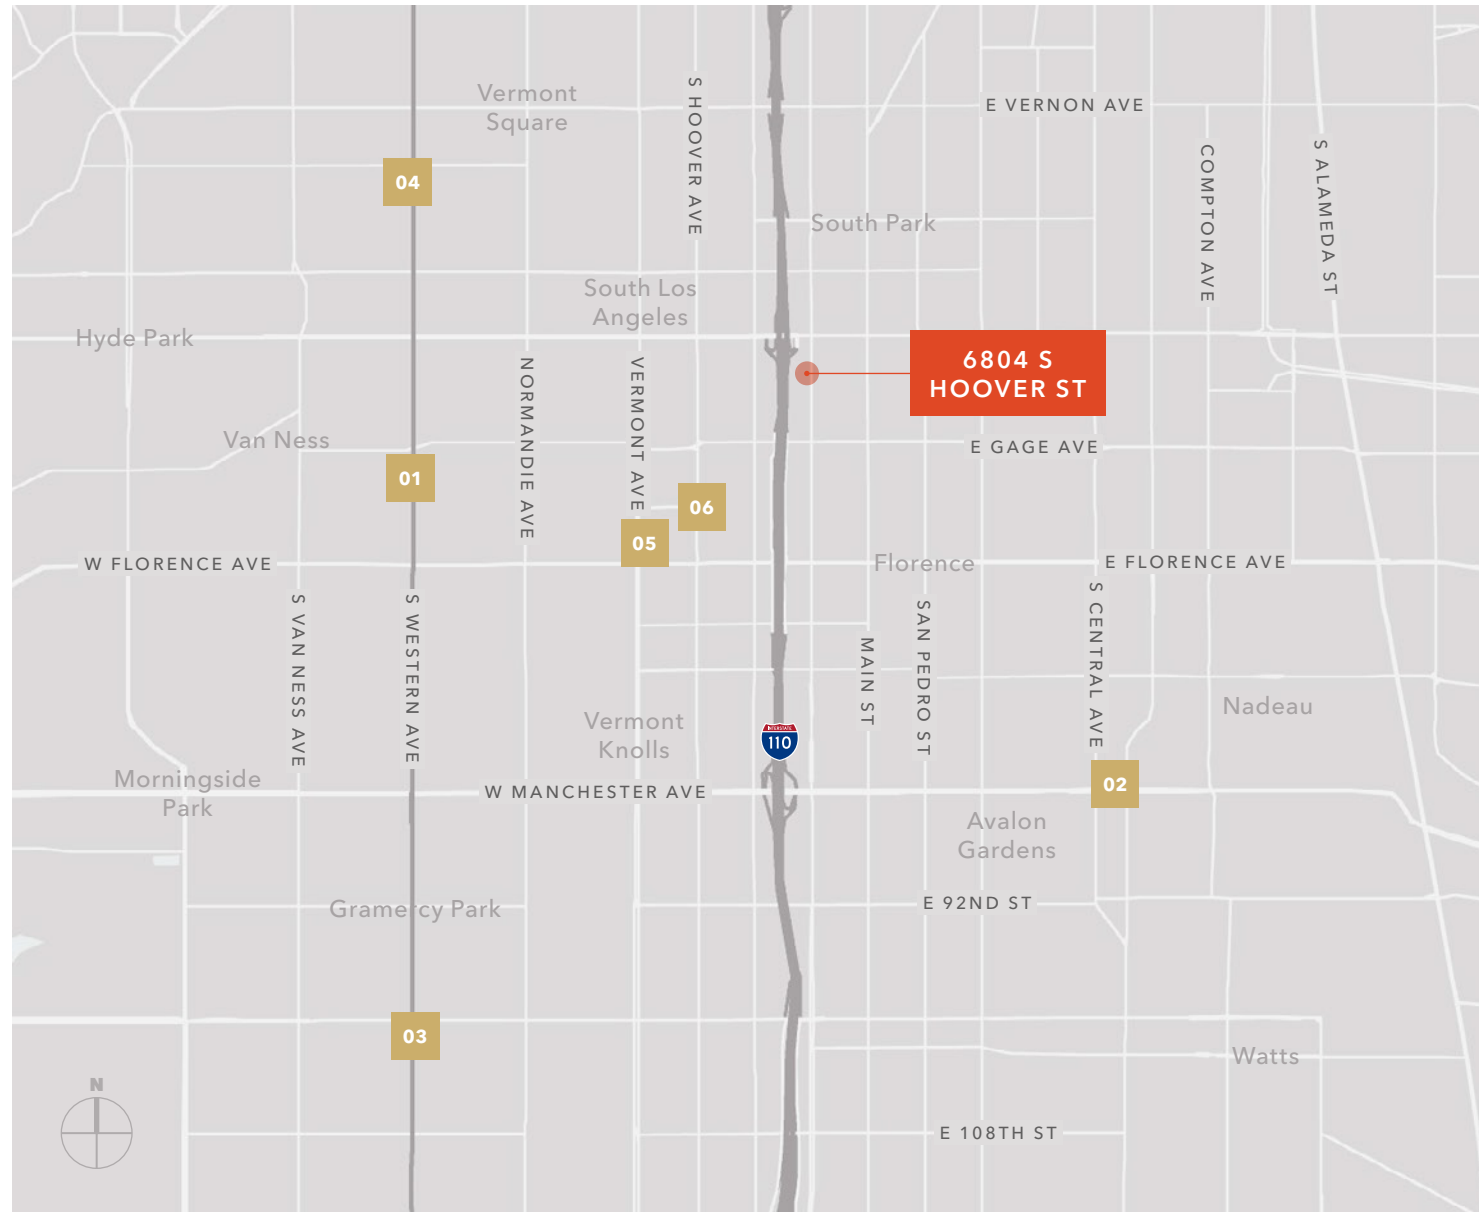 Vermont
Square
S HOOVER AVE
E VERNON AVE
COMPTON AVE
S ALAMEDA ST
04
South Park
South Los
Angeles
Hyde Park
6804 S
HOOVER ST
NORMANDIE AVE
VERMONT AVE
Van Ness
E GAGE AVE
01
06
05
W FLORENCE AVE
Florence
E FLORENCE AVE
S VAN NESS AVE
S WESTERN AVE
MAIN ST
SAN PEDRO ST
S CENTRAL AVE
Nadeau
Vermont
Knolls
INTERSTATE
110
Morningside
Park
W MANCHESTER AVE
02
Avalon
Gardens
Gramercy Park
E 92ND ST
03
Watts
N
E 108TH ST